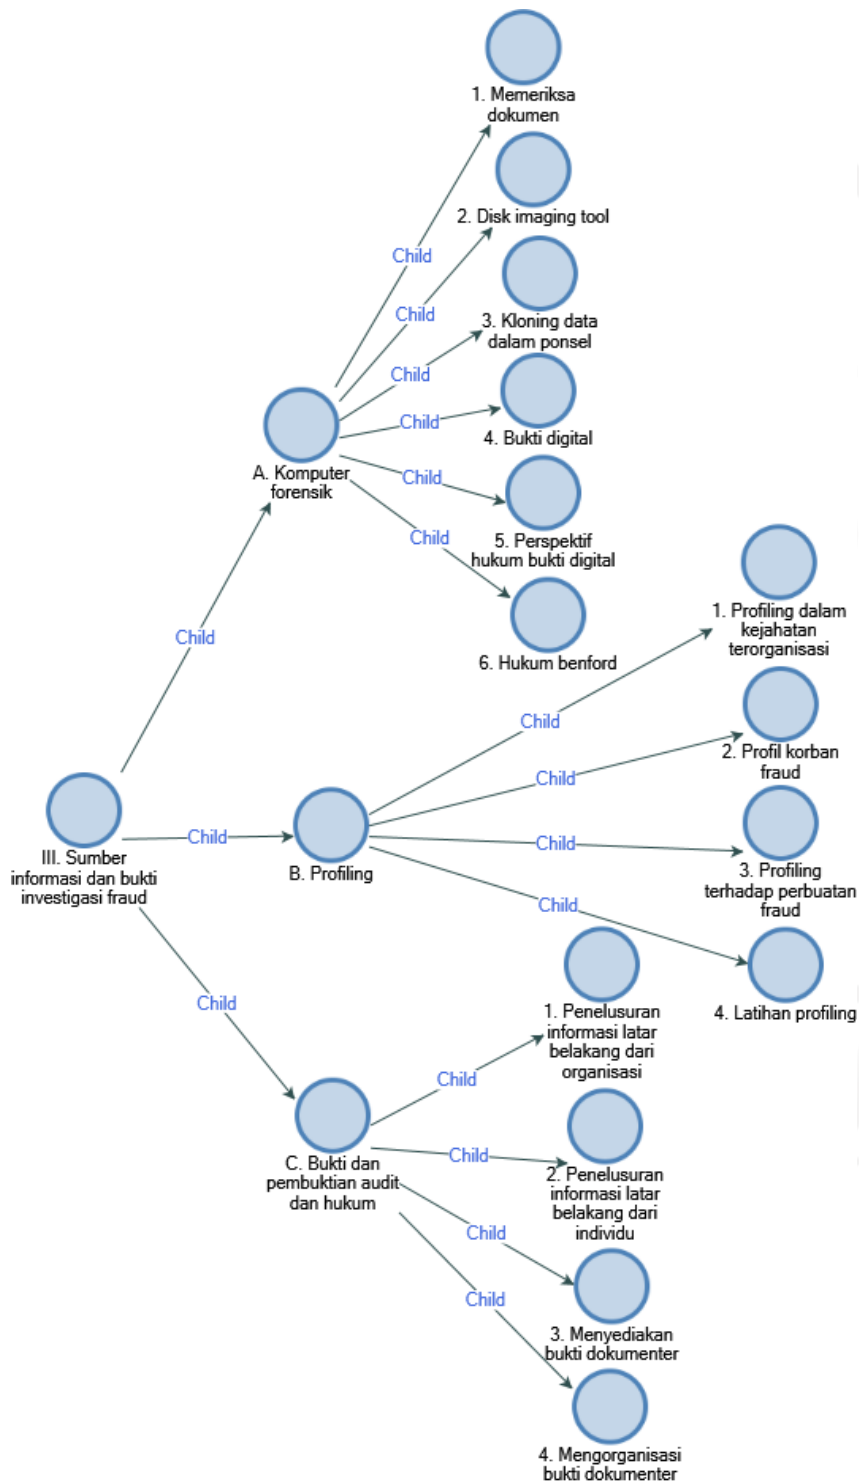 1. Memeriksa
dokumen
Child
2. Disk imaging tool
Child
3. Kloning data
dalam ponsel
Child
4. Bukti digital
Child
A. Komputer
forensik
Child
5. Perspektif
hukum bukti digital
Child
6. Hukum benford
Child
1. Profiling dalam
kejahatan
terorganisasi
Child
2. Profil korban
fraud
Child
III. Sumber
informasi dan bukti
investigasi fraud
Child
B. Profiling
Child
3. Profiling
terhadap perbuatan
fraud
Child
4. Latihan profiling
Child
1. Penelusuran
informasi latar
belakang dari
organisasi
Child
C. Bukti dan
pembuktian audit
dan hukum
Child
2. Penelusuran
informasi latar
belakang dari
individu
Child
3. Menyediakan
bukti dokumenter
Child
4. Mengorganisasi
bukti dokumenter